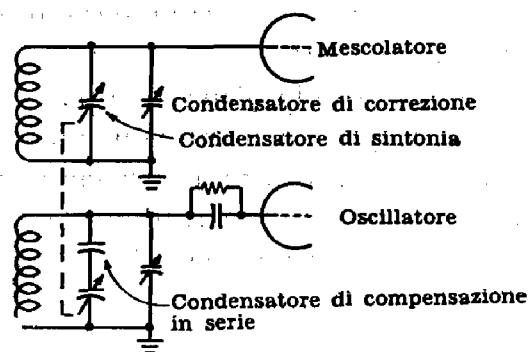 Mescolatore
Condensatore di correzione
Condensatore di sintonia
Oscillatore
Condensatore di compensazione
in serie